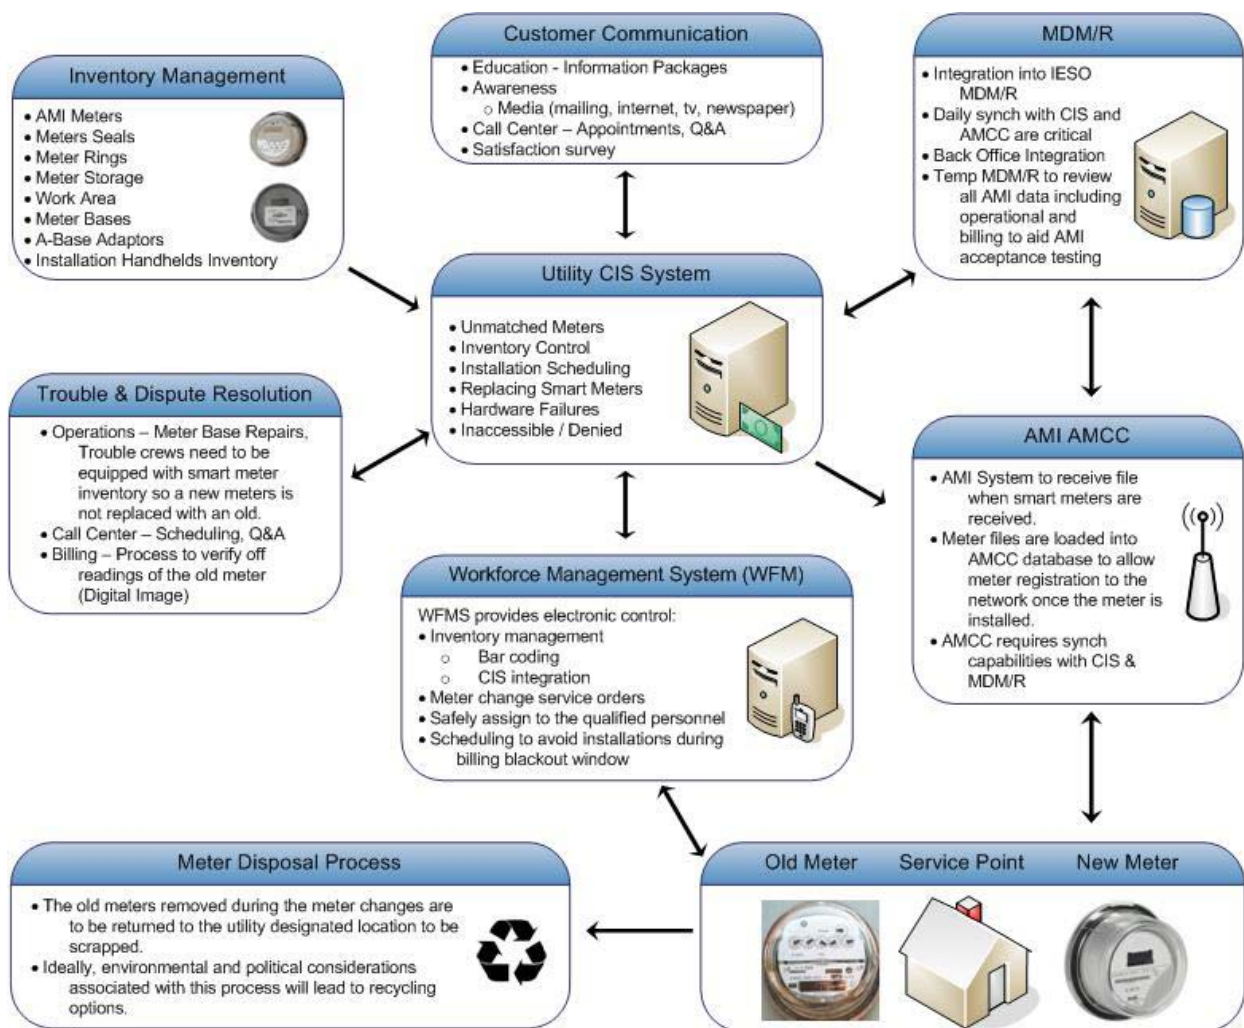 Inventory Management
• AMI Meters
• Meters Seals
• Meter Rings
• Meter Storage
• Work Area
• Meter Bases
• A-Base Adaptors
• Installation Handhelds Inventory
Customer Communication
• Education - Information Packages
• Awareness
o Media (mailing, internet, tv, newspaper)
• Call Center – Appointments, Q&A
• Satisfaction survey
MDM/R
• Integration into IESO
MDM/R
• Daily synch with CIS and
AMCC are critical
• Back Office Integration
• Temp MDM/R to review
all AMI data including
operational and
billing to aid AMI
acceptance testing
Utility CIS System
• Unmatched Meters
• Inventory Control
• Installation Scheduling
• Replacing Smart Meters
• Hardware Failures
• Inaccessible / Denied
Trouble & Dispute Resolution
• Operations – Meter Base Repairs,
Trouble crews need to be
equipped with smart meter
inventory so a new meters is
not replaced with an old.
• Call Center – Scheduling, Q&A
• Billing – Process to verify off
readings of the old meter
(Digital Image)
AMI AMCC
• AMI System to receive file
when smart meters are
received.
• Meter files are loaded into
AMCC database to allow
meter registration to the
network once the meter is
installed.
• AMCC requires synch
capabilities with CIS &
MDM/R
Workforce Management System (WFM)
WFMS provides electronic control:
• Inventory management
o Bar coding
o CIS integration
• Meter change service orders
• Safely assign to the qualified personnel
• Scheduling to avoid installations during
billing blackout window
Meter Disposal Process
• The old meters removed during the meter changes are
to be returned to the utility designated location to be
scrapped.
• Ideally, environmental and political considerations
associated with this process will lead to recycling
options.
Old Meter
Service Point
New Meter